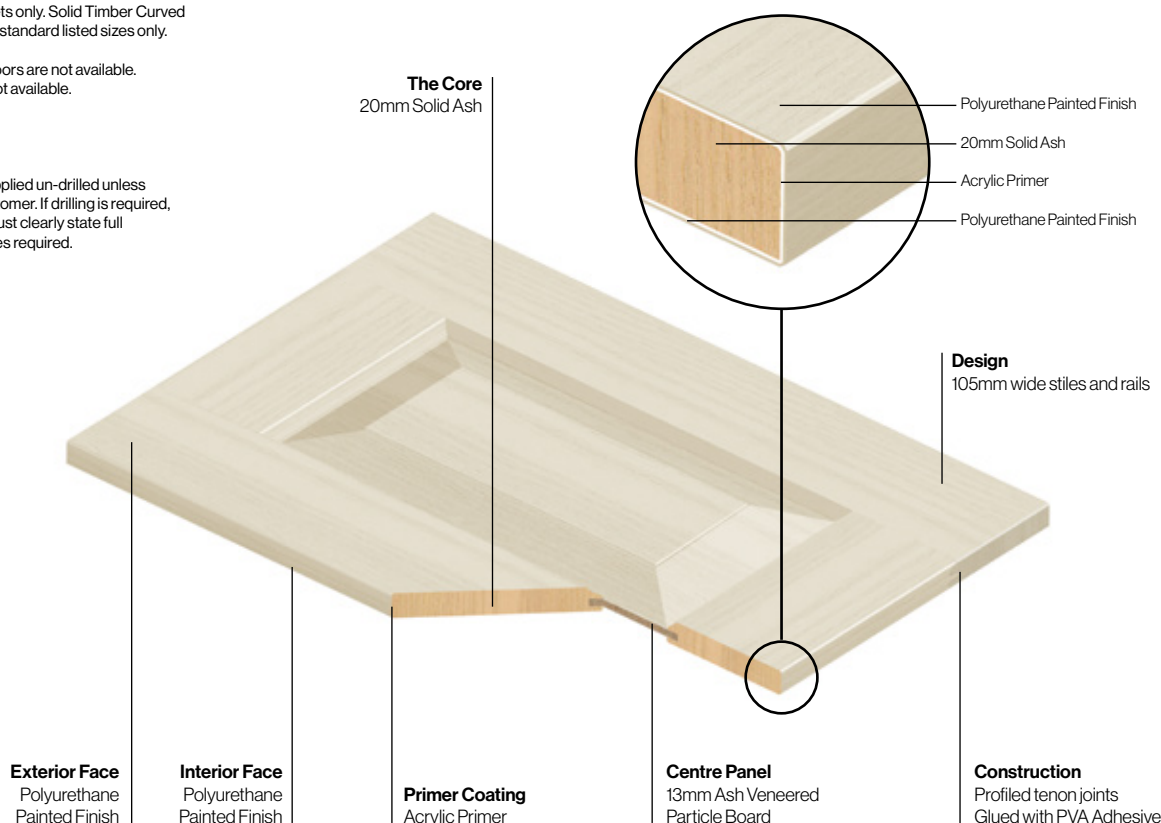 ts only. Solid Timber Curved
standard listed sizes only.
ors are not available.
t available.
plied un-drilled unless
omer. If drilling is required,
ust clearly state full
es required.
The Core
20mm Solid Ash
Polyurethane Painted Finish
20mm Solid Ash
Acrylic Primer
Polyurethane Painted Finish
Design
105mm wide stiles and rails
Exterior Face
Polyurethane
Painted Finish
Interior Face
Polyurethane
Painted Finish
Primer Coating
Acrylic Primer
Centre Panel
13mm Ash Veneered
Particle Board
Construction
Profiled tenon joints
Glued with PVA Adhesive